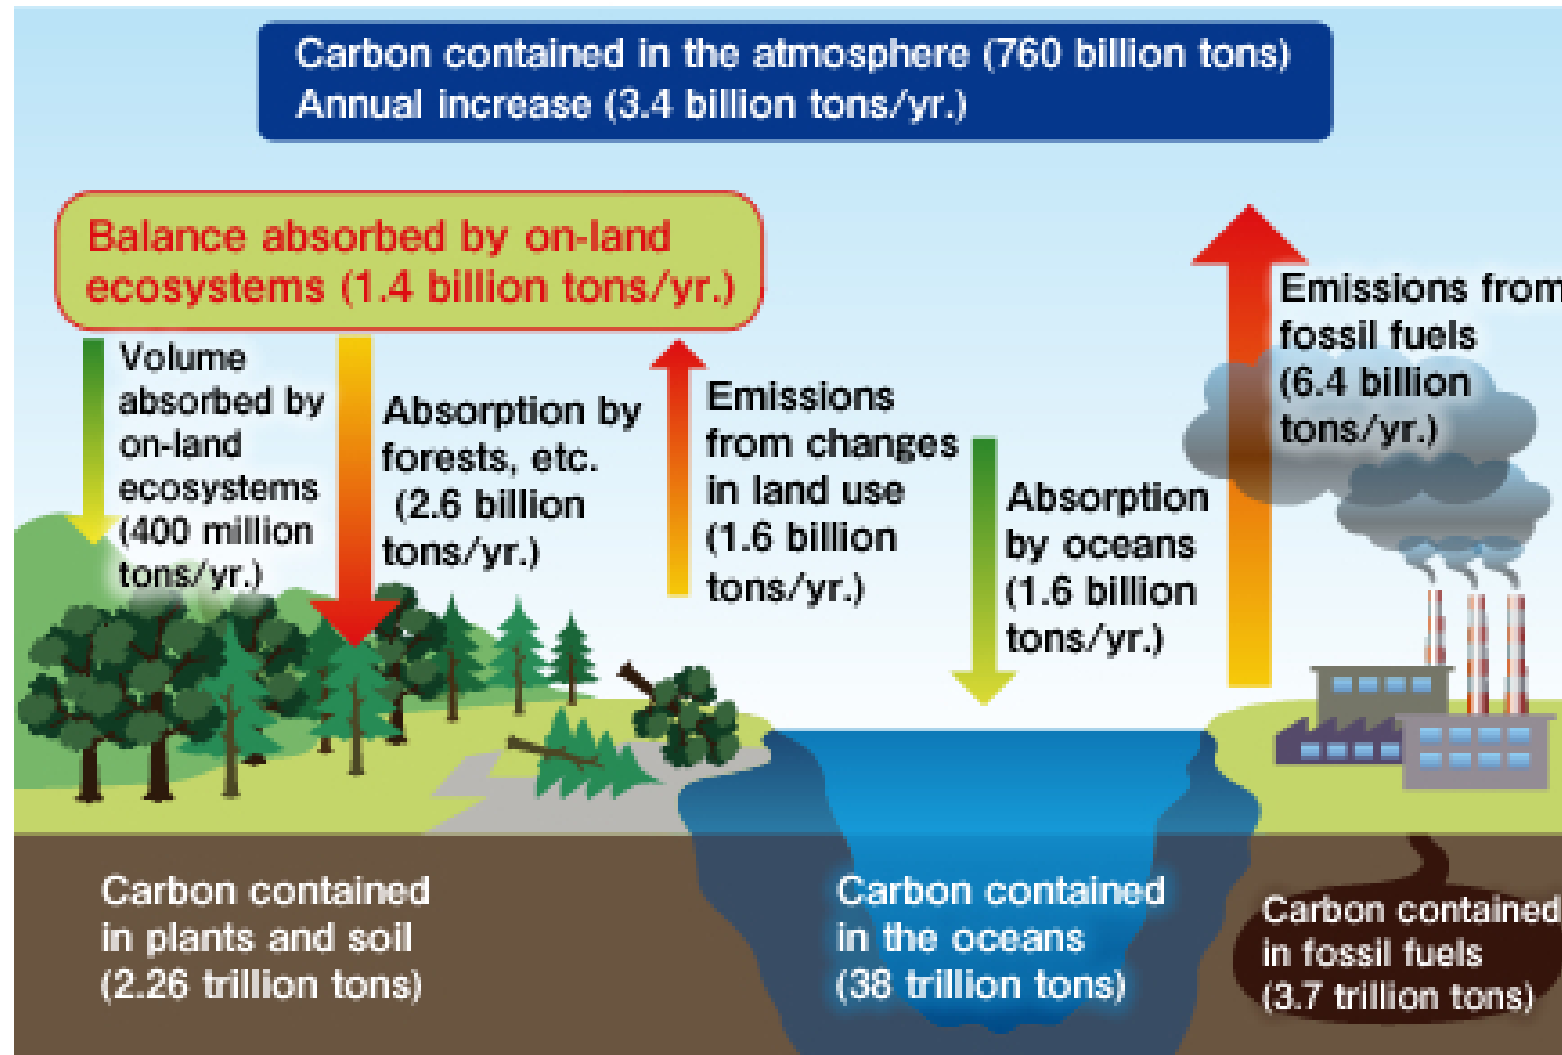 Carbon contained in the atmosphere (760 billion tons)
Annual increase (3.4 billion tons/yr.)
Balance absorbed by on-land
ecosystems (1.4 billion tons/yr.)
Volume
absorbed by
on-land
ecosystems
(400 million
tons/yr.)
Absorption by
forests, etc.
(2.6 billion
tons/yr.)
Emissions
from changes
in land use
(1.6 billion
tons/yr.)
Absorption
by oceans
(1.6 billion
tons/yr.)
Emissions from
fossil fuels
(6.4 billion
tons/yr.)
Carbon contained
in plants and soil
(2.26 trillion tons)
Carbon contained
in the oceans
(38 trillion tons)
Carbon contained
in fossil fuels
(3.7 trillion tons)